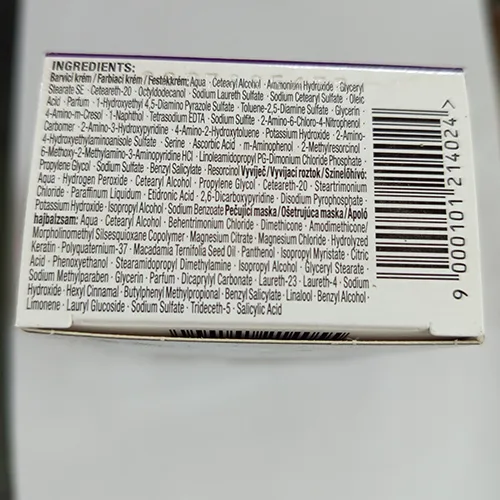 INGREDIENTS:
Barvicí krém / Farbiaci krém / Festékkrém: Aqua · Cetearyl Alcohol · Ammonium Hydroxide · Glyceryl
Stearate SE · Ceteareth-20 · Octyldodecanol · Sodium Laureth Sulfate · Sodium Cetearyl Sulfate · Oleic
Acid · Parfum · 1-Hydroxyethyl 4,5-Diamino Pyrazole Sulfate · Toluene-2,5-Diamine Sulfate · Glycerin
4-Amino-m-Cresol · 1-Naphthol · Tetrasodium EDTA · Sodium Sulfite · 2-Amino-6-Chloro-4-Nitrophenol
Carbomer · 2-Amino-3-Hydroxypyridine · 4-Amino-2-Hydroxytoluene · Potassium Hydroxide · 2-Amino-
4-Hydroxyethylaminoanisole Sulfate · Serine · Ascorbic Acid · m-Aminophenol · 2-Methylresorcinol
6-Methoxy-2-Methylamino-3-Aminopyridine HCl · Linoleamidopropyl PG-Dimonium Chloride Phosphate ·
Propylene Glycol · Sodium Sulfate · Benzyl Salicylate · Resorcinol Vyvíječ / Vyvíjací roztok / Színelőhívó:
Aqua · Hydrogen Peroxide · Cetearyl Alcohol · Propylene Glycol · Ceteareth-20 · Steartrimonium
Chloride · Paraffinum Liquidum · Etidronic Acid · 2,6-Dicarboxypyridine · Disodium Pyrophosphate ·
Potassium Hydroxide · Isopropyl Alcohol · Sodium Benzoate Pečující maska / Ošetrujúca maska / Ápoló
hajbalzsam: Aqua · Cetearyl Alcohol · Behentrimonium Chloride · Dimethicone · Amodimethicone/
Morpholinomethyl Silsesquioxane Copolymer · Magnesium Citrate · Magnesium Chloride · Hydrolyzed
Keratin · Polyquaternium-37 · Macadamia Ternifolia Seed Oil · Panthenol · Isopropyl Myristate · Citric
Acid · Phenoxyethanol · Stearamidopropyl Dimethylamine · Isopropyl Alcohol · Glyceryl Stearate ·
Sodium Methylparaben · Glycerin · Parfum · Dicaprylyl Carbonate · Laureth-23 · Laureth-4 · Sodium
Hydroxide · Hexyl Cinnamal · Butylphenyl Methylpropional · Benzyl Salicylate · Linalool · Benzyl Alcohol ·
Limonene · Lauryl Glucoside · Sodium Sulfate · Trideceth-5 · Salicylic Acid
9 000101 214024 >